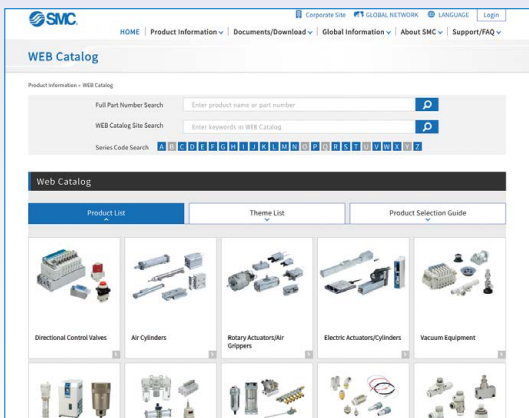 SMC
Corporate Site GLOBAL NETWORK LANGUAGE Login
HOME Product Information Documents/Download Global Information About SMC Support/FAQ
WEB Catalog
Product Information > WEB Catalog
Full Part Number Search Enter product name or part number
WEB Catalog Site Search Enter keywords in WEB Catalog
Series Code Search A B C D E F G H I J K L M N O P Q R S T U V W X Y Z
Web Catalog
Product List Theme List Product Selection Guide
Directional Control Valves Air Cylinders Rotary Actuators/Air Grippers Electric Actuators/Cylinders Vacuum Equipment